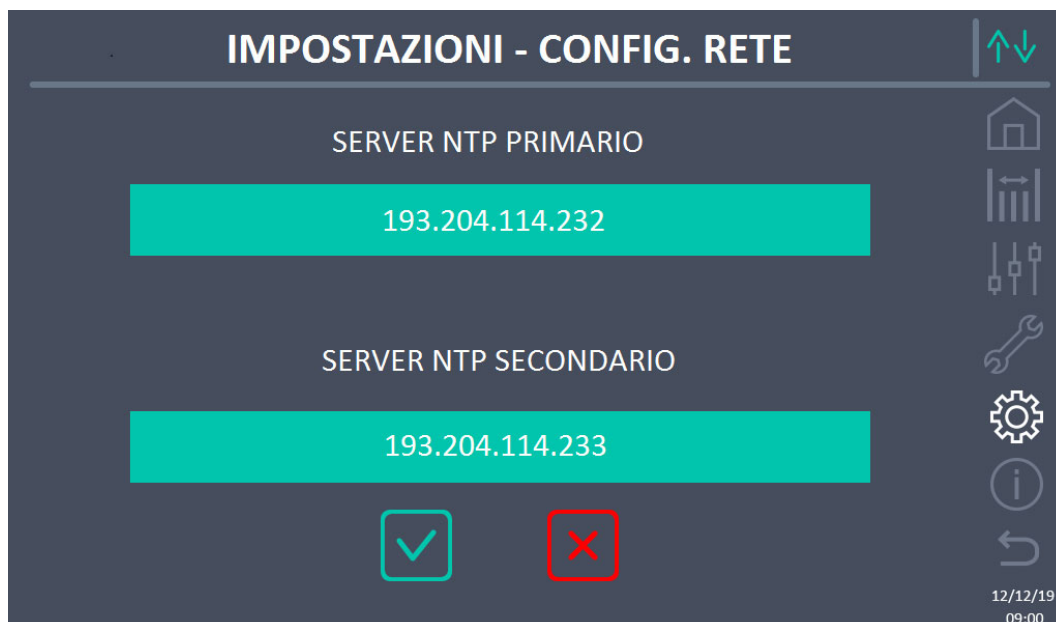 IMPOSTAZIONI - CONFIG. RETE
SERVER NTP PRIMARIO
193.204.114.232
SERVER NTP SECONDARIO
193.204.114.233
12/12/19
09:00